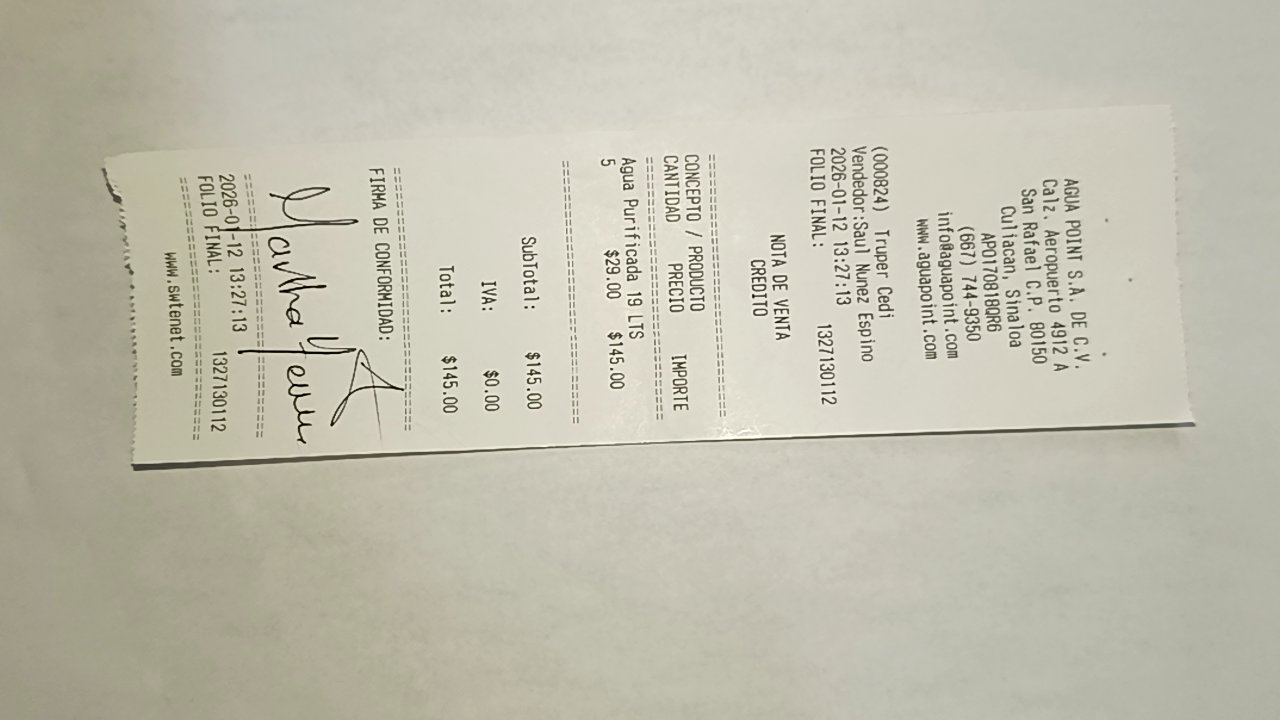 AGUA POINT S.A. DE C.V.
Calz. Aeropuerto 4912 A
San Rafael C.P. 80150
Culiacan, Sinaloa
APO170818QR6
(667) 744-9350
info@aguapoint.com
www.aguapoint.com
(000824) Truper Cedi
Vendedor:Saul Nunez Espino
2026-01-12 13:27:13
FOLIO FINAL: 1327130112
NOTA DE VENTA
CREDITO
==========================
CONCEPTO / PRODUCTO
CANTIDAD PRECIO IMPORTE
==========================
Agua Purificada 19 LTS
5 $29.00 $145.00
==========================
SubTotal: $145.00
IVA: $0.00
Total: $145.00
==========================
FIRMA DE CONFORMIDAD:
Martha
==========================
2026-01-12 13:27:13
FOLIO FINAL: 1327130112
==========================
www.swtenet.com